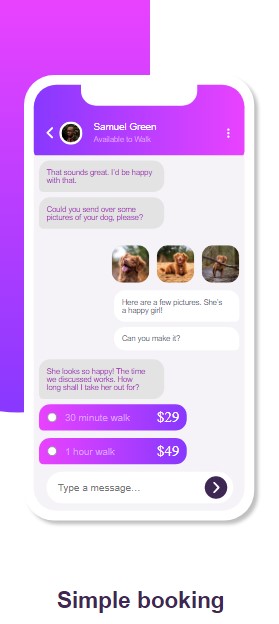 Samuel Green
Available to Walk
That sounds great. I'd be happy
with that.
Could you send over some
pictures of your dog, please?
Here are a few pictures. She's
a happy girl!
Can you make it?
She looks so happy! The time
we discussed works. How
long shall I take her out for?
30 minute walk $29
1 hour walk $49
Type a message…
Simple booking